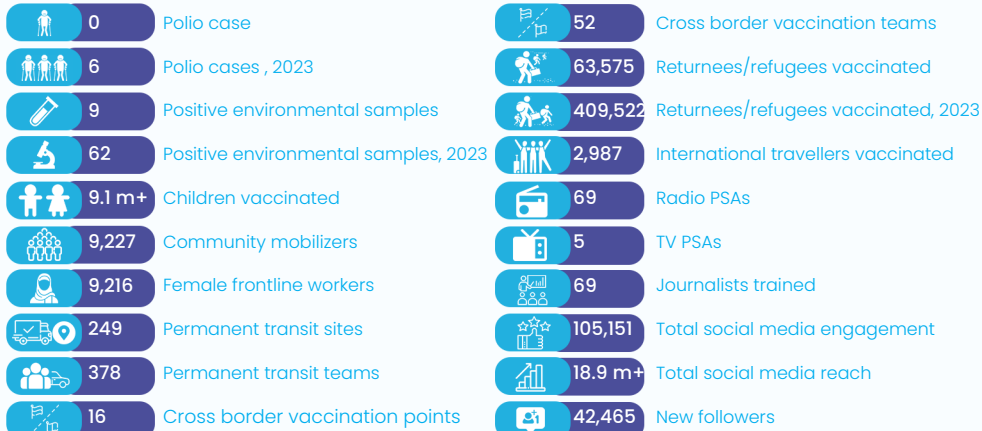 0 Polio case
6 Polio cases , 2023
9 Positive environmental samples
62 Positive environmental samples, 2023
9.1 m+ Children vaccinated
9,227 Community mobilizers
9,216 Female frontline workers
249 Permanent transit sites
378 Permanent transit teams
16 Cross border vaccination points
52 Cross border vaccination teams
63,575 Returnees/refugees vaccinated
409,522 Returnees/refugees vaccinated, 2023
2,987 International travellers vaccinated
69 Radio PSAs
5 TV PSAs
69 Journalists trained
105,151 Total social media engagement
18.9 m+ Total social media reach
42,465 New followers